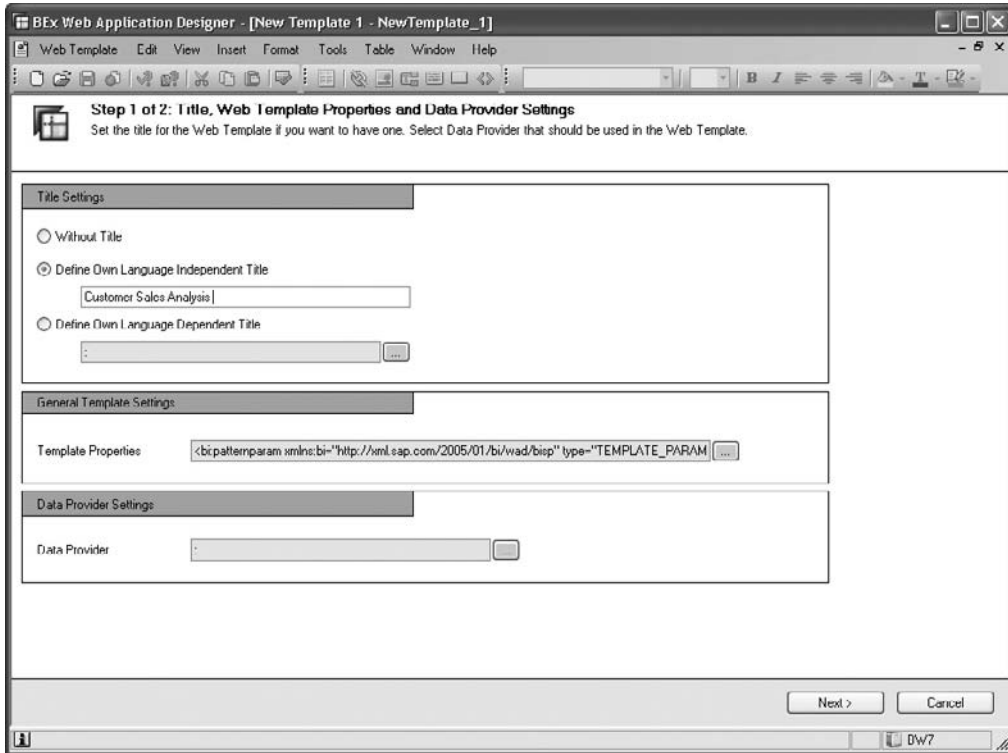 BEx Web Application Designer - [New Template 1 - NewTemplate_1]
Web Template Edit View Insert Format Tools Table Window Help
B I T
Step 1 of 2: Title, Web Template Properties and Data Provider Settings
Set the title for the Web Template if you want to have one. Select Data Provider that should be used in the Web Template.
Title Settings
Without Title
Define Own Language Independent Title
Customer Sales Analysis
Define Own Language Dependent Title
: ...
General Template Settings
Template Properties <bi:patternparam xmlns:bi="http://xml.sap.com/2005/01/bi/wad/bisp" type="TEMPLATE_PARAM ...
Data Provider Settings
Data Provider : ...
Next > Cancel
DW7